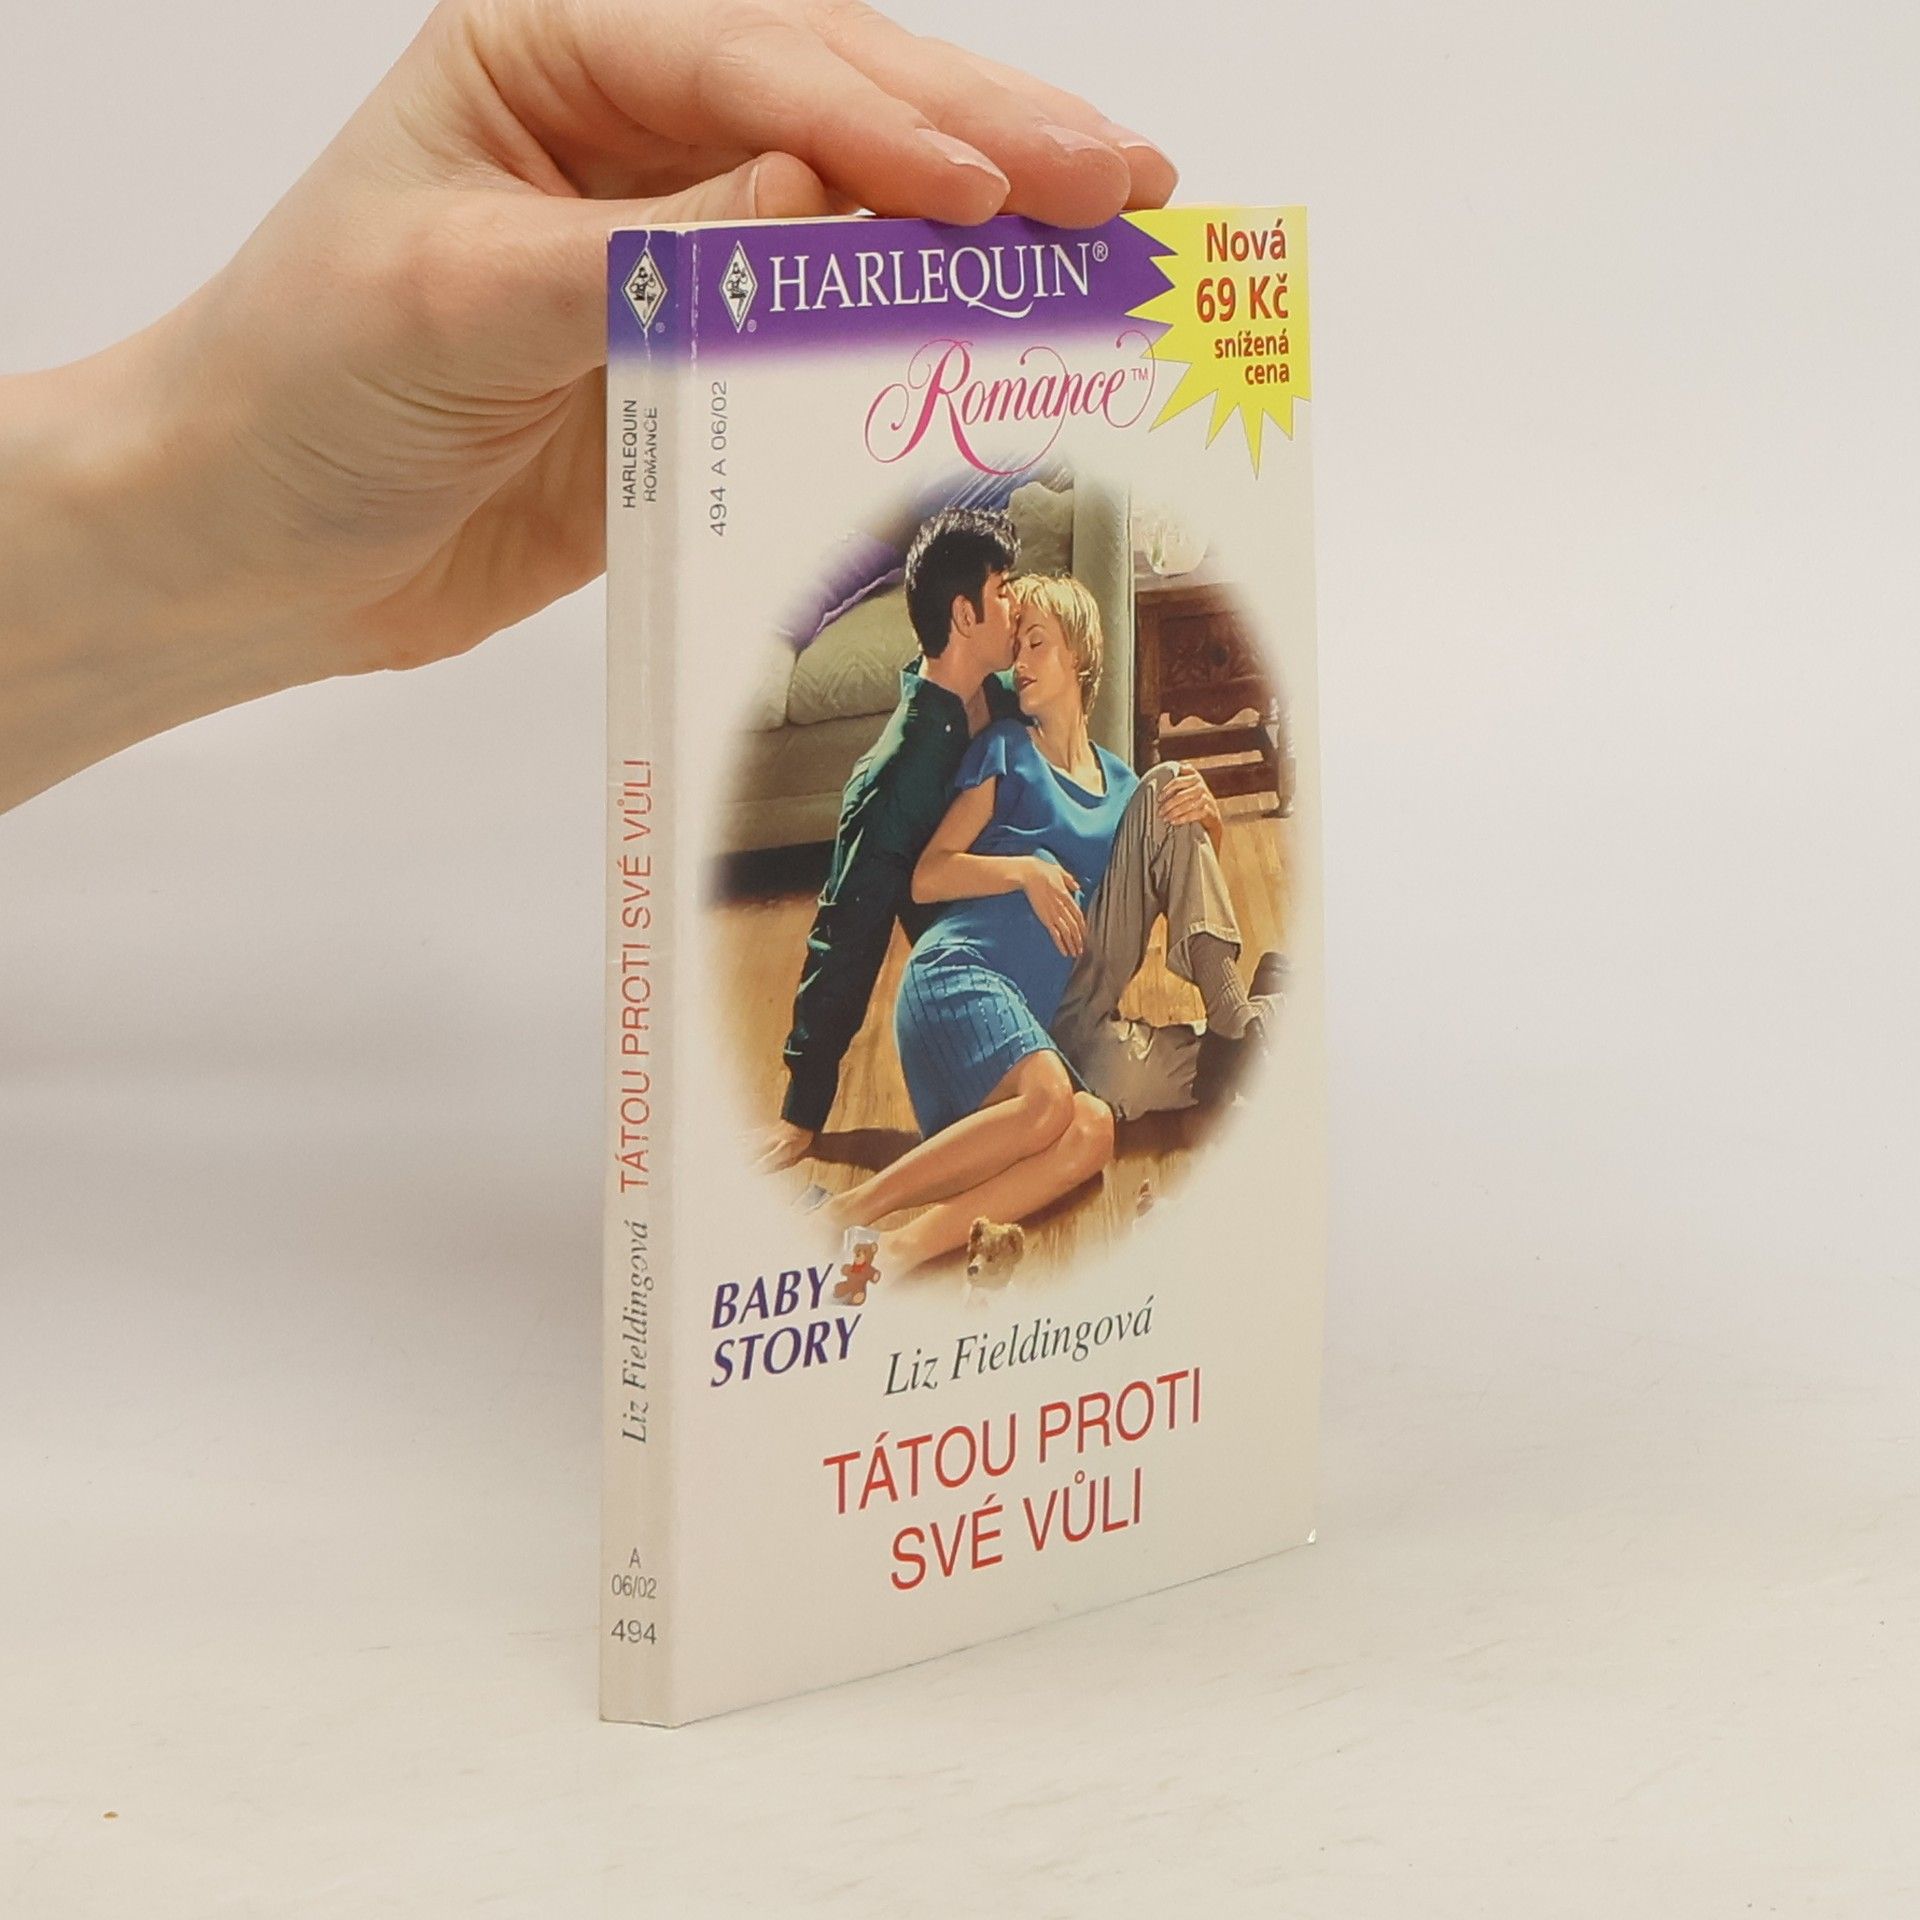 HARLEQUIN®
Romance™
Nová
69 Kč
snížená
cena
494 A 06/02
BABY
STORY
Liz Fieldingová
TÁTOU PROTI
SVÉ VŮLI
HARLEQUIN
ROMANCE
TÁTOU PROTI SVÉ VŮLI
Liz Fieldingová
A
06/02
494